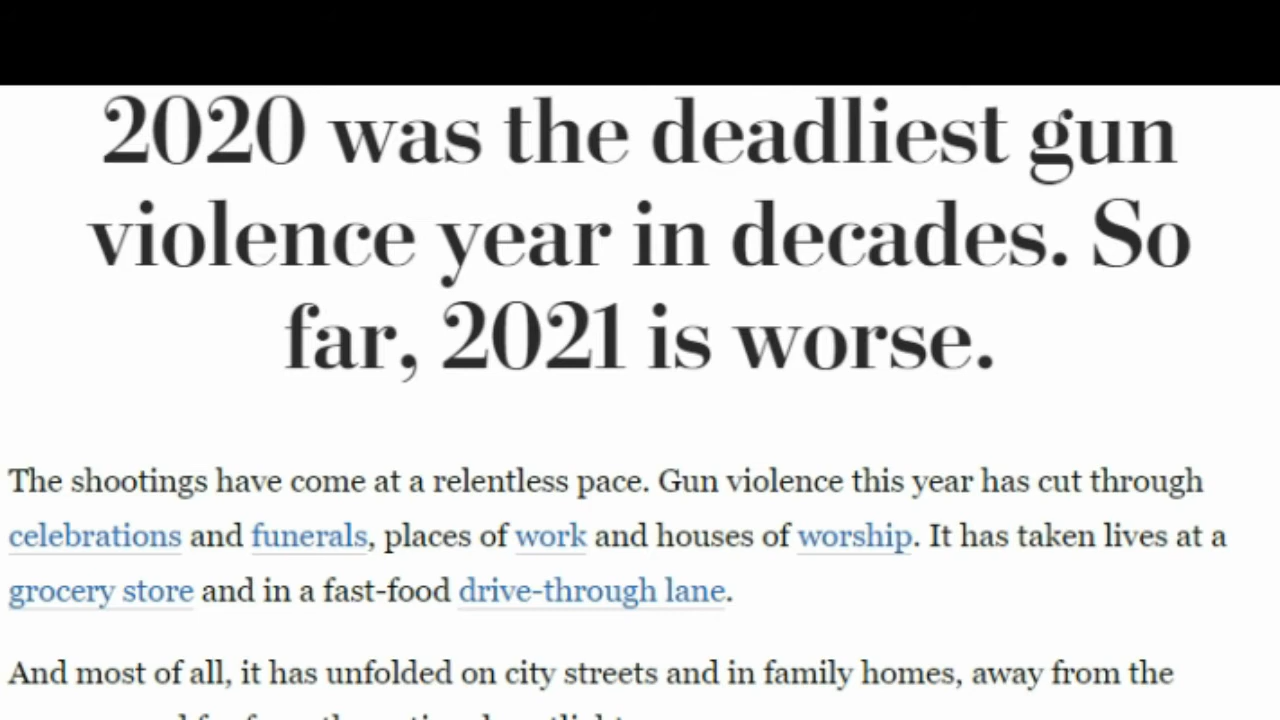 2020 was the deadliest gun
violence year in decades. So
far, 2021 is worse.
The shootings have come at a relentless pace. Gun violence this year has cut through
celebrations and funerals, places of work and houses of worship. It has taken lives at a
grocery store and in a fast-food drive-through lane.
And most of all, it has unfolded on city streets and in family homes, away from the